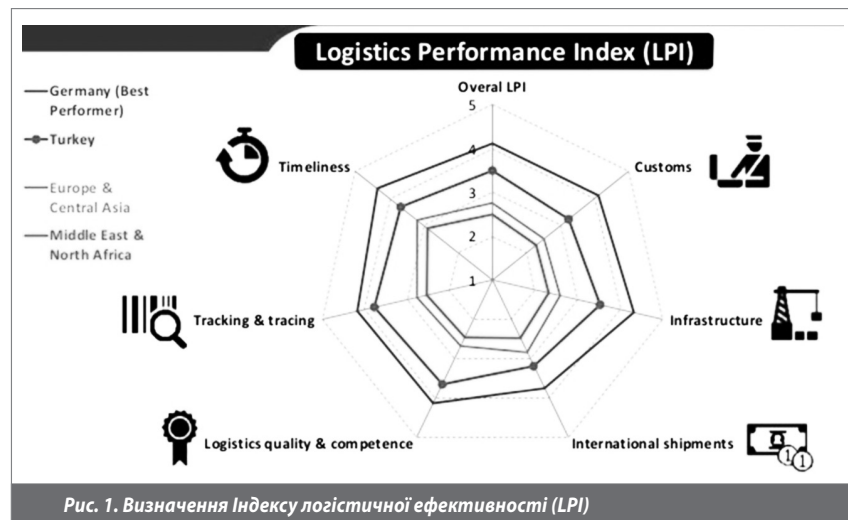 Logistics Performance Index (LPI)
Germany (Best
Performer)
Turkey
Europe &
Central Asia
Middle East &
North Africa
Overal LPI
5
4
3
2
1
Timeliness
Customs
Tracking & tracing
Infrastructure
Logistics quality & competence
International shipments
1
1
Рис. 1. Визначення Індексу логістичної ефективності (LPI)